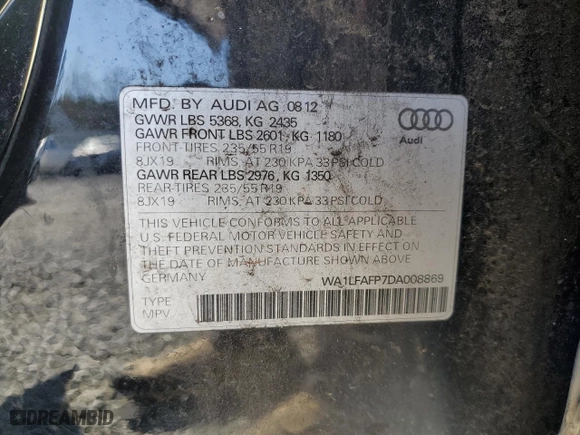 MFD. BY AUDI AG 08 12
GVWR LBS 5368, KG 2435
GAWR FRONT LBS 2601, KG 1180
FRONT-TIRES 235/55 R19
8JX19 RIMS, AT 230 KPA 33 PSI COLD
GAWR REAR LBS 2976, KG 1350
REAR-TIRES 235/55 R19
8JX19 RIMS, AT 230 KPA 33 PSI COLD
Audi
THIS VEHICLE CONFORMS TO ALL APPLICABLE
U.S. FEDERAL MOTOR VEHICLE SAFETY AND
THEFT PREVENTION STANDARDS IN EFFECT ON
THE DATE OF MANUFACTURE SHOWN ABOVE
GERMANY
WA1LFAFP7DA008869
TYPE
MPV
DREAMBID